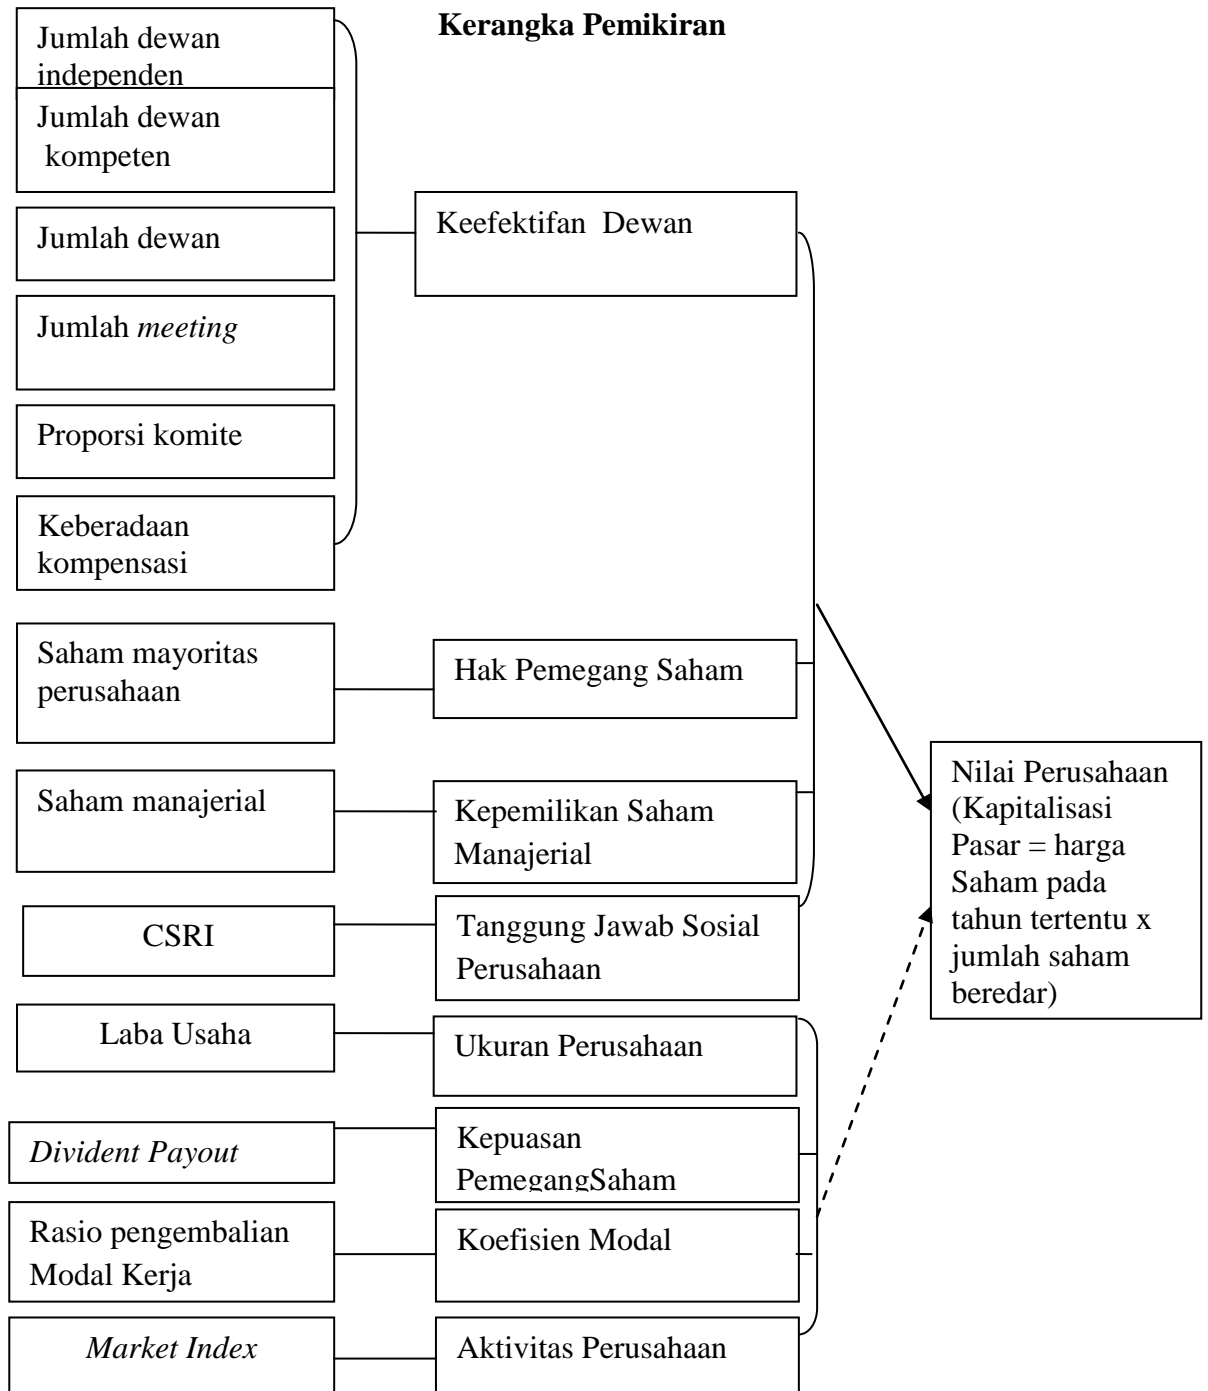 Kerangka Pemikiran
Jumlah dewan
independen
Jumlah dewan
kompeten
Jumlah dewan
Jumlah meeting
Proporsi komite
Keberadaan
kompensasi
Saham mayoritas
perusahaan
Saham manajerial
CSRI
Laba Usaha
Divident Payout
Rasio pengembalian
Modal Kerja
Market Index
Keefektifan Dewan
Hak Pemegang Saham
Kepemilikan Saham
Manajerial
Tanggung Jawab Sosial
Perusahaan
Ukuran Perusahaan
Kepuasan
PemegangSaham
Koefisien Modal
Aktivitas Perusahaan
Nilai Perusahaan
(Kapitalisasi
Pasar = harga
Saham pada
tahun tertentu x
jumlah saham
beredar)